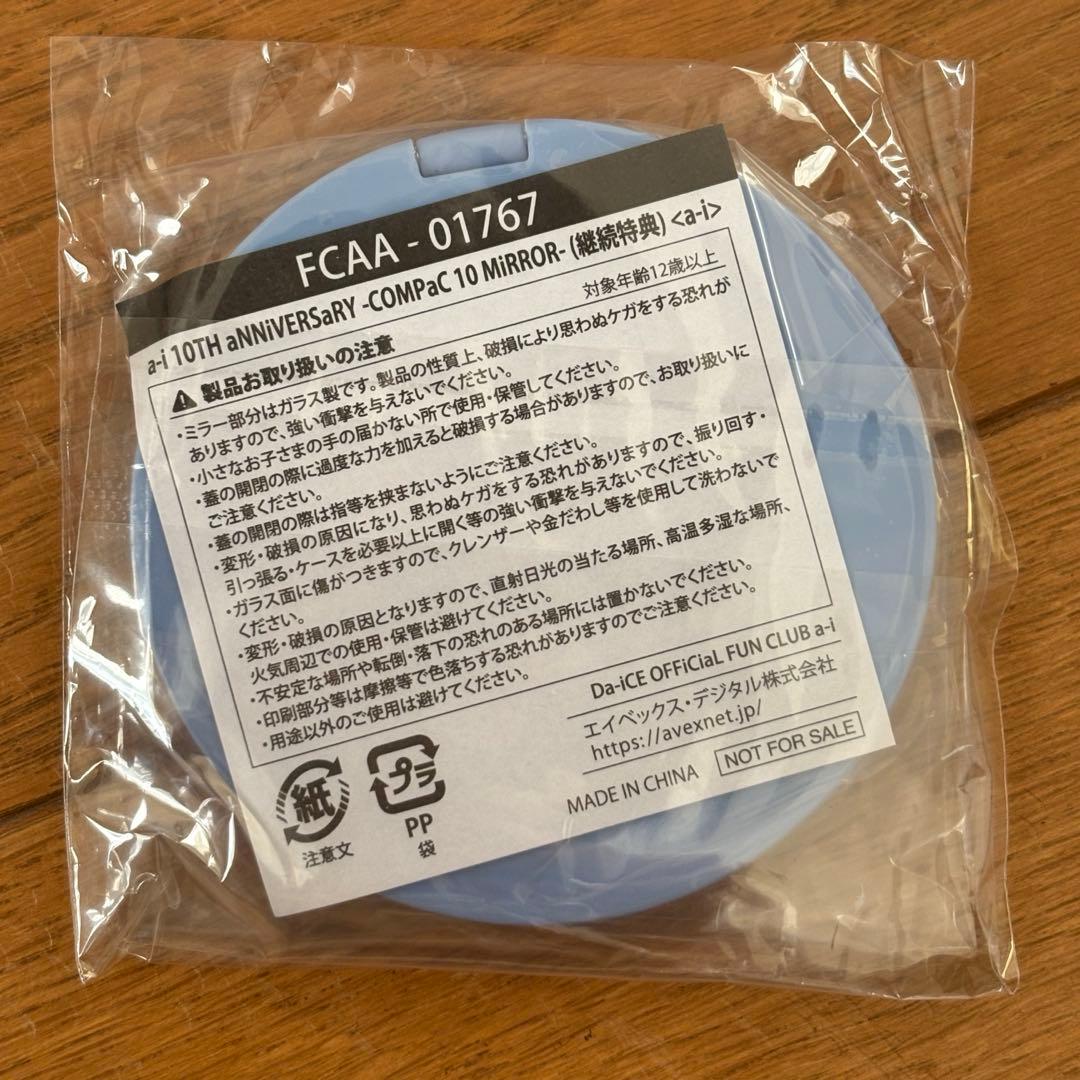 FCAA - 01767
a-i 10TH aNNiVERSaRY -COMPaC 10 MiRROR- (継続特典) <a-i>
対象年齢12歳以上
製品お取り扱いの注意
・ミラー部分はガラス製です。製品の性質上、破損により思わぬケガをする恐れが
ありますので、強い衝撃を与えないでください。
・小さなお子さまの手の届かない所で使用・保管してください。
・蓋の開閉の際に過度な力を加えると破損する場合がありますので、お取り扱いに
ご注意ください。
・蓋の開閉の際は指等を挟まないようにご注意ください。
・変形・破損の原因になり、思わぬケガをする恐れがありますので、振り回す・
引っ張る・ケースを必要以上に開く等の強い衝撃を与えないでください。
・ガラス面に傷がつきますので、クレンザーや金だわし等を使用して洗わないで
ください。
・変形・破損の原因となりますので、直射日光の当たる場所、高温多湿な場所、
火気周辺での使用・保管は避けてください。
・不安定な場所や転倒・落下の恐れのある場所には置かないでください。
・印刷部分等は摩擦等で色落ちする恐れがありますのでご注意ください。
・用途以外のご使用は避けてください。
Da-iCE OFFiCiaL FUN CLUB a-i
エイベックス・デジタル株式会社
https://avexnet.jp/
MADE IN CHINA
NOT FOR SALE
紙
注意文
プラ
PP
袋